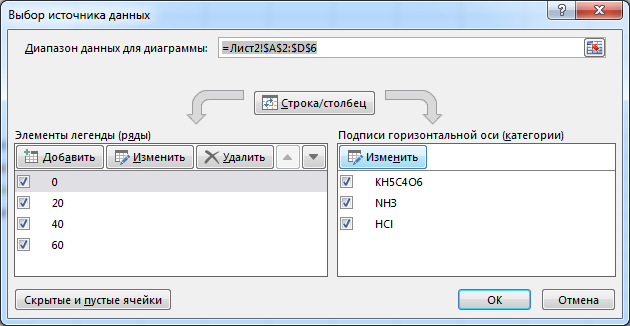 Выбор источника данных
Диапазон данных для диаграммы: =Лист2!$A$2:$D$6
Строка/столбец
Элементы легенды (ряды)
Добавить Изменить Удалить
0
20
40
60
Подписи горизонтальной оси (категории)
Изменить
KH5C4O6
NH3
HCl
Скрытые и пустые ячейки
ОК Отмена